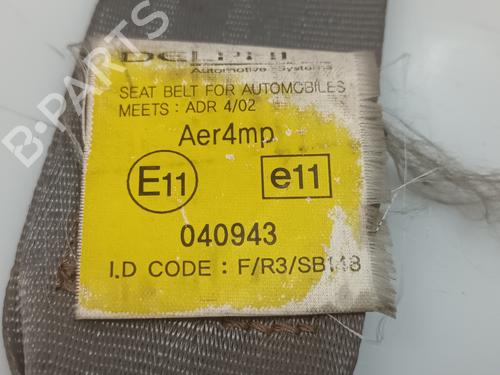 DELPHI
Automotive Systems
SEAT BELT FOR AUTOMOBILES
MEETS : ADR 4/02
Aer4mp
E11 e11
040943
I.D CODE : F/R3/SB148
B-PARTS